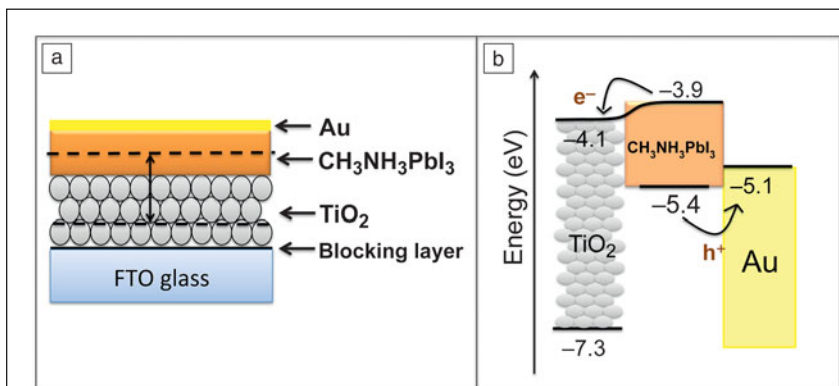 a
Au
CH₃NH₃PbI₃
TiO₂
Blocking layer
FTO glass
b
Energy (eV)
e⁻
–3.9
–4.1
CH₃NH₃PbI₃
–5.1
–5.4
h⁺
TiO₂
Au
–7.3